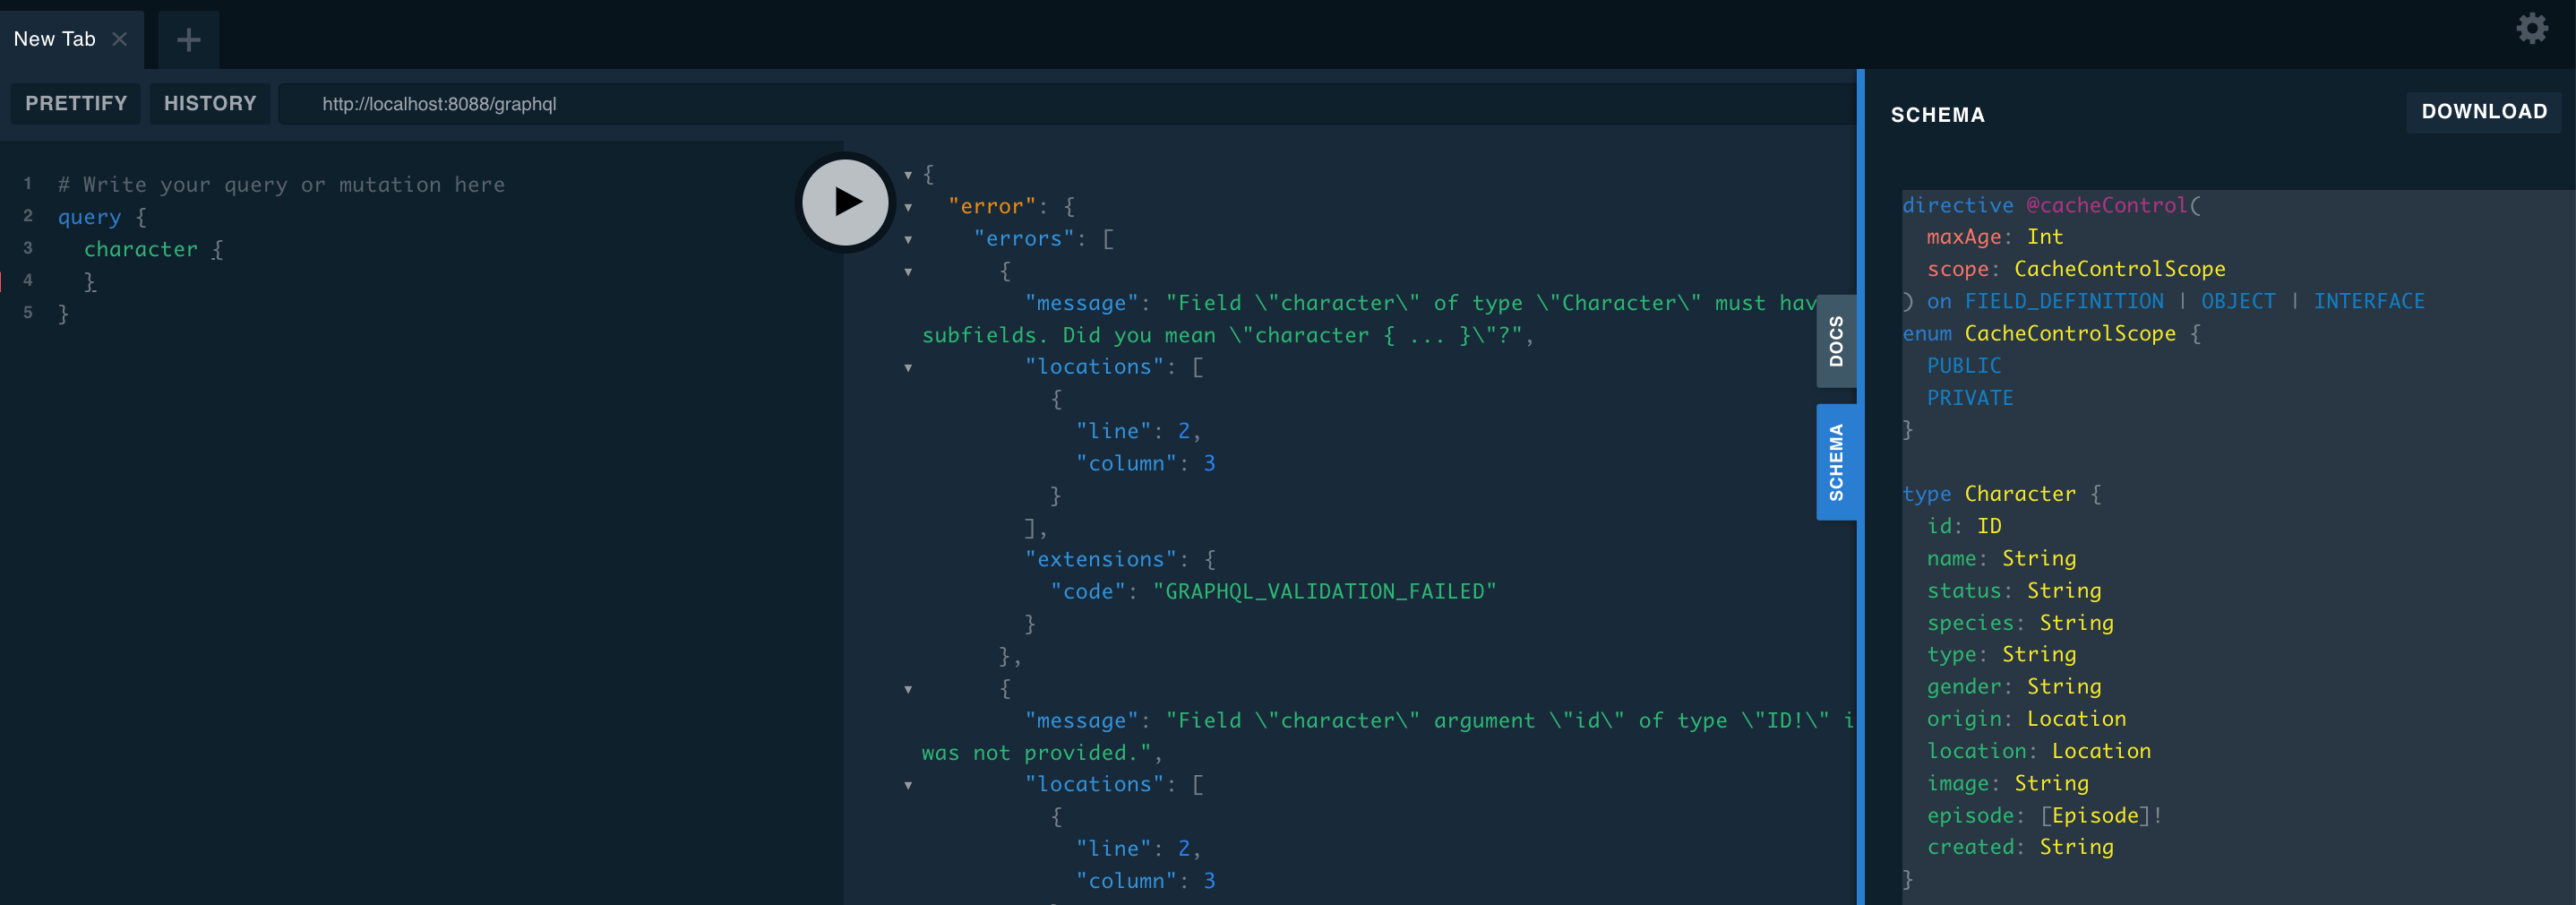 New Tab
PRETTIFY
HISTORY
http://localhost:8088/graphql
1 # Write your query or mutation here
2 query {
3 character {
4 }
5 }
{
"error": {
"errors": [
{
"message": "Field \"character\" of type \"Character\" must hav
subfields. Did you mean \"character { ... }\"?",
"locations": [
{
"line": 2,
"column": 3
}
],
"extensions": {
"code": "GRAPHQL_VALIDATION_FAILED"
}
},
{
"message": "Field \"character\" argument \"id\" of type \"ID!\" i
was not provided.",
"locations": [
{
"line": 2,
"column": 3
DOCS
SCHEMA
SCHEMA
DOWNLOAD
directive @cacheControl(
maxAge: Int
scope: CacheControlScope
) on FIELD_DEFINITION | OBJECT | INTERFACE
enum CacheControlScope {
PUBLIC
PRIVATE
}
type Character {
id: ID
name: String
status: String
species: String
type: String
gender: String
origin: Location
location: Location
image: String
episode: [Episode]!
created: String
}